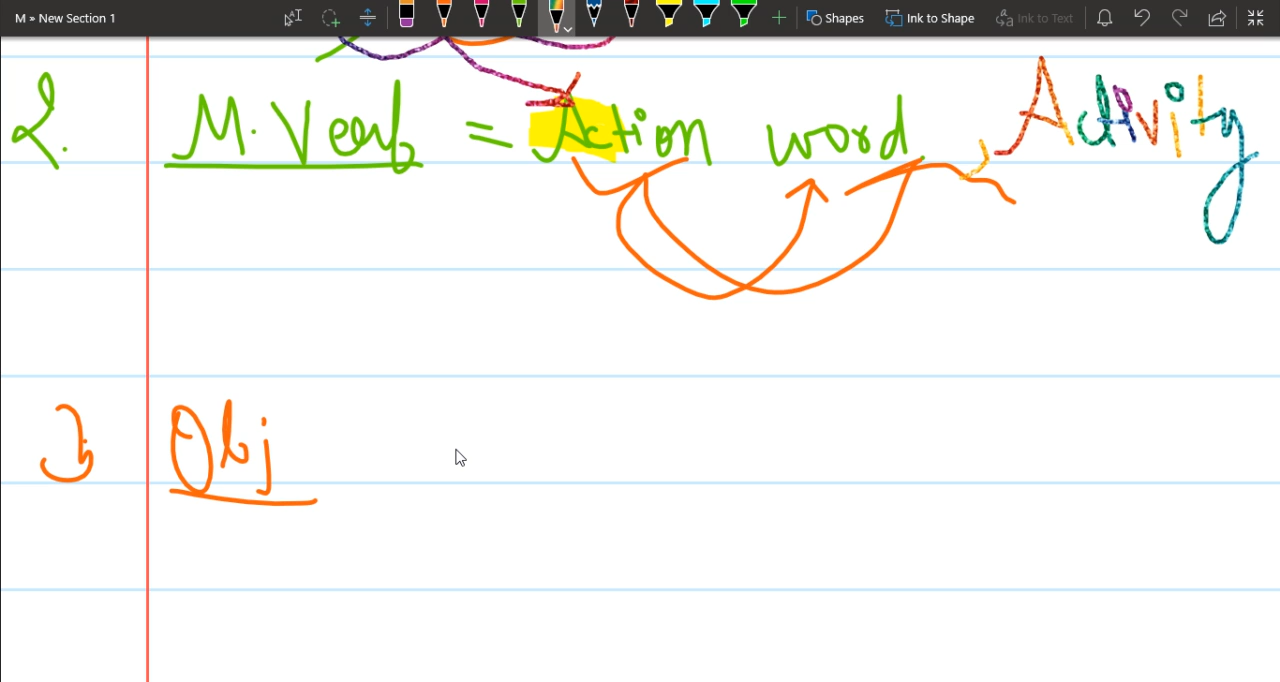 M » New Section 1 Shapes Ink to Shape Ink to Text
2. M. Verb = Action word Activity
3. Obj